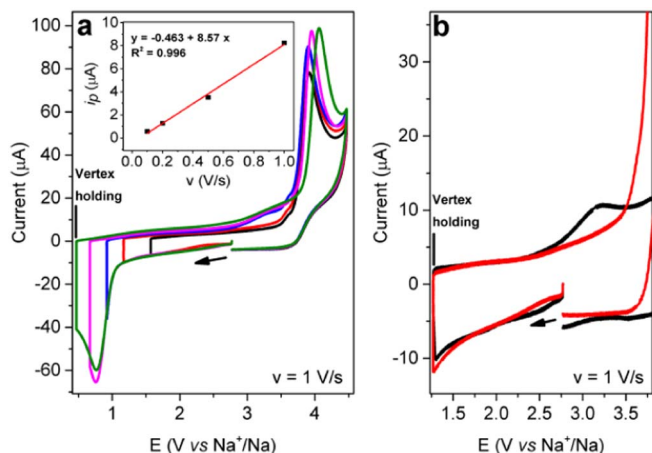 a
y = -0.463 + 8.57 x
R² = 0.996
iₚ (µA)
10
8
6
4
2
0
0.0 0.2 0.4 0.6 0.8 1.0
v (V/s)
Vertex
holding
Current (µA)
100
80
60
40
20
0
-20
-40
-60
v = 1 V/s
1 2 3 4
E (V vs Na⁺/Na)
b
Vertex
holding
Current (µA)
30
20
10
0
-10
v = 1 V/s
1.5 2.0 2.5 3.0 3.5
E (V vs Na⁺/Na)